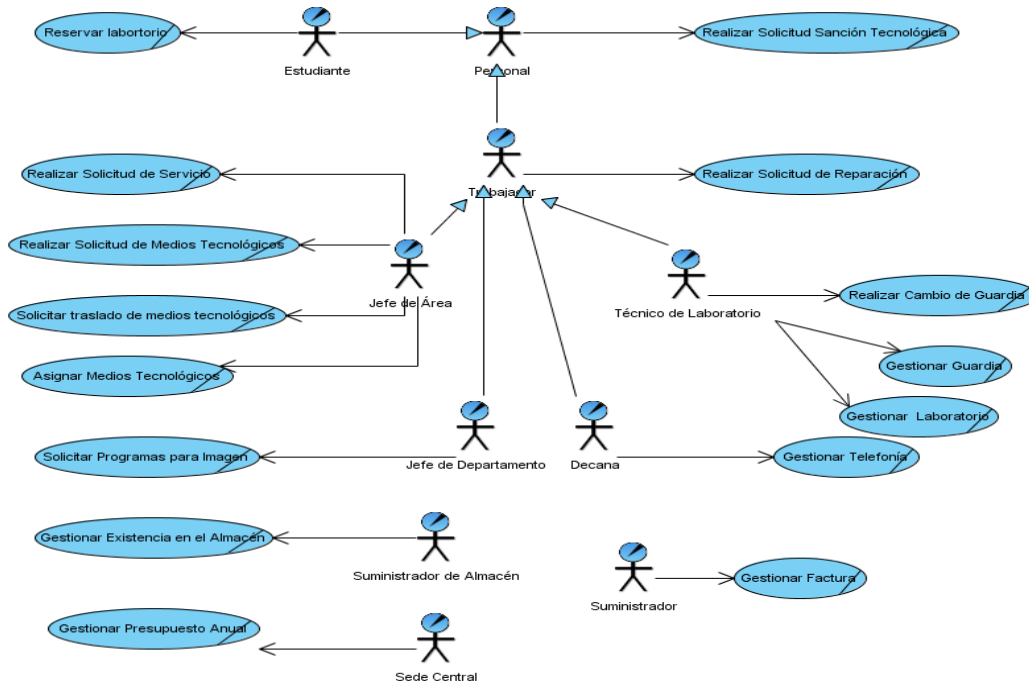 Reservar labortorio
Estudiante
Personal
Realizar Solicitud Sanción Tecnológica
Realizar Solicitud de Servicio
Trabajador
Realizar Solicitud de Reparación
Realizar Solicitud de Medios Tecnológicos
Jefe de Área
Solicitar traslado de medios tecnológicos
Técnico de Laboratorio
Realizar Cambio de Guardia
Asignar Medios Tecnológicos
Gestionar Guardia
Gestionar Laboratorio
Solicitar Programas para Imagen
Jefe de Departamento
Decana
Gestionar Telefonía
Gestionar Existencia en el Almacén
Suministrador de Almacén
Suministrador
Gestionar Factura
Gestionar Presupuesto Anual
Sede Central